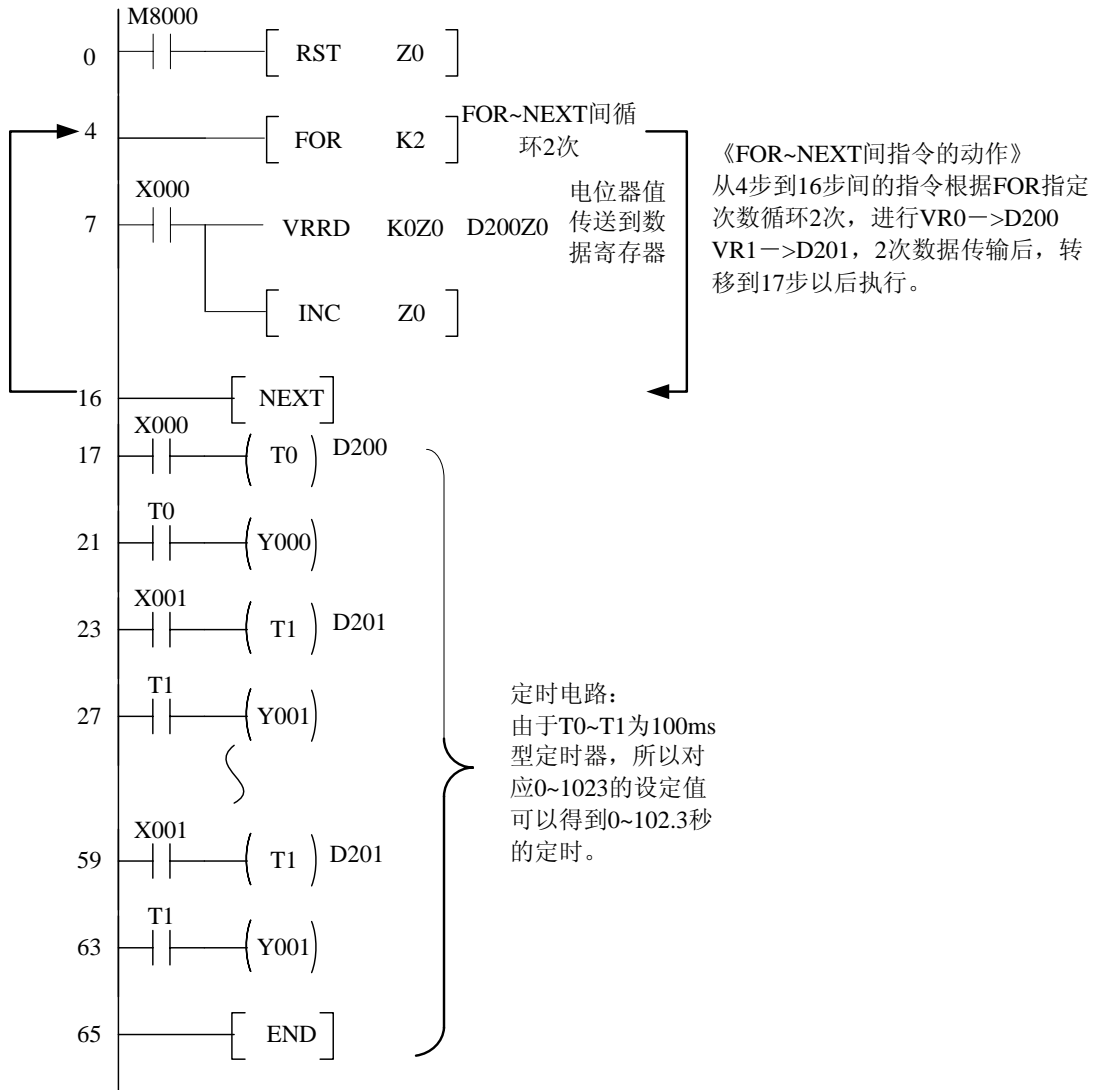 M8000
0 RST Z0
4 FOR K2 FOR~NEXT间循
环2次
《FOR~NEXT间指令的动作》
从4步到16步间的指令根据FOR指定
次数循环2次，进行VR0－>D200
VR1－>D201，2次数据传输后，转
移到17步以后执行。
X000
7 VRRD K0Z0 D200Z0
电位器值
传送到数
据寄存器
INC Z0
16 NEXT
X000
17 T0 D200
T0
21 Y000
X001
23 T1 D201
T1
27 Y001
定时电路：
由于T0~T1为100ms
型定时器，所以对
应0~1023的设定值
可以得到0~102.3秒
的定时。
X001
59 T1 D201
T1
63 Y001
65 END